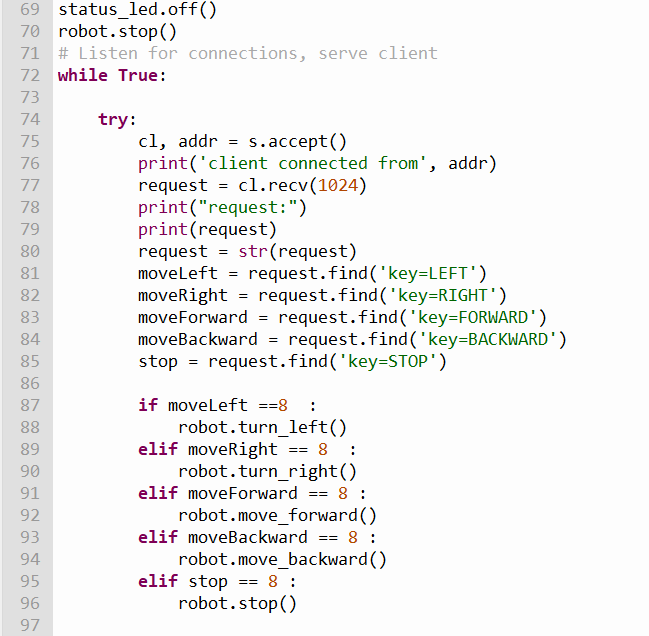 69 status_led.off()
70 robot.stop()
71 # Listen for connections, serve client
72 while True:
73
74     try:
75         cl, addr = s.accept()
76         print('client connected from', addr)
77         request = cl.recv(1024)
78         print("request:")
79         print(request)
80         request = str(request)
81         moveLeft = request.find('key=LEFT')
82         moveRight = request.find('key=RIGHT')
83         moveForward = request.find('key=FORWARD')
84         moveBackward = request.find('key=BACKWARD')
85         stop = request.find('key=STOP')
86
87         if moveLeft ==8  :
88             robot.turn_left()
89         elif moveRight == 8  :
90             robot.turn_right()
91         elif moveForward == 8 :
92             robot.move_forward()
93         elif moveBackward == 8 :
94             robot.move_backward()
95         elif stop == 8 :
96             robot.stop()
97